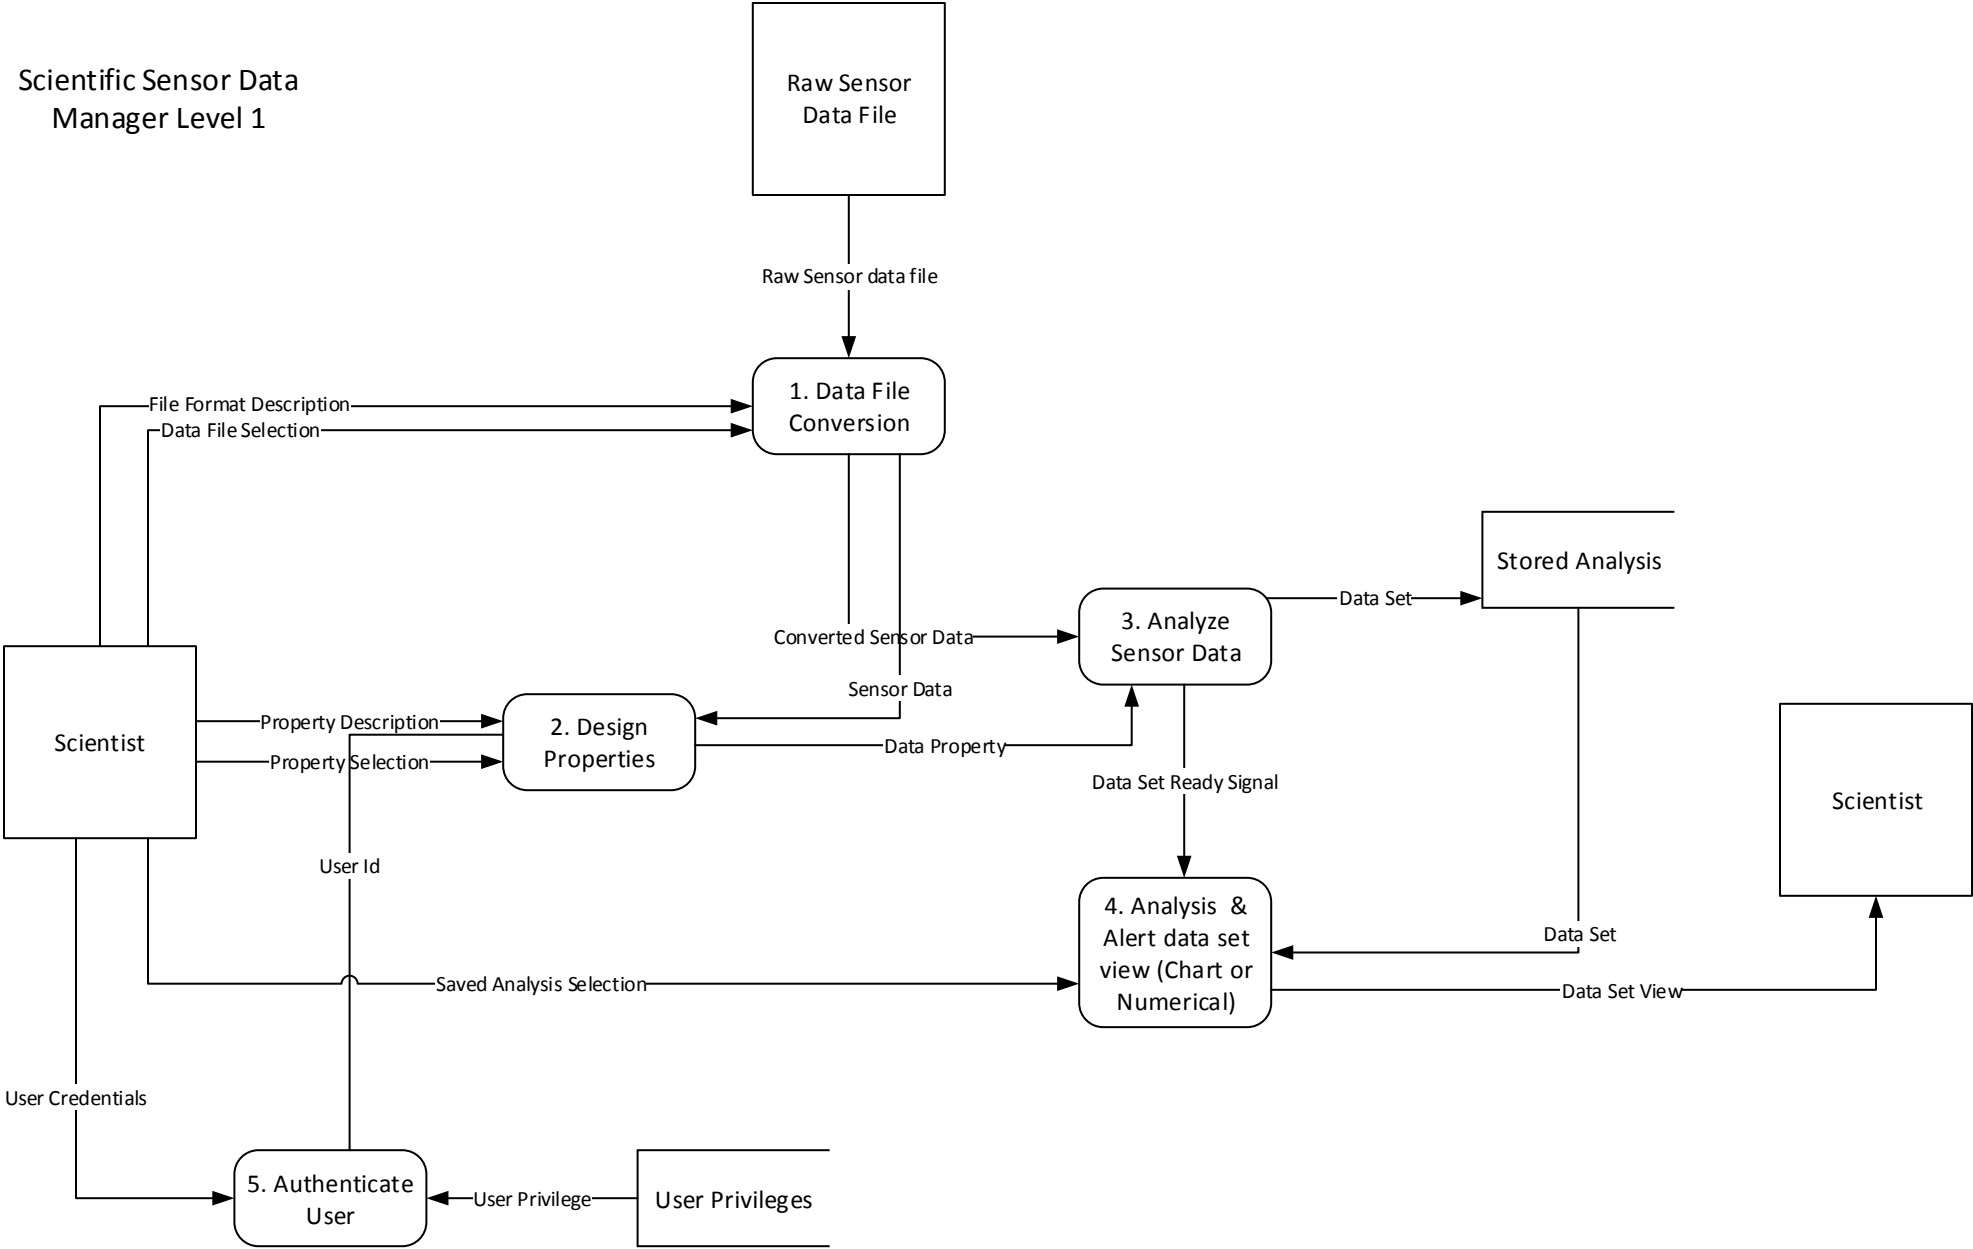 Scientific Sensor Data
Manager Level 1
Raw Sensor
Data File
Raw Sensor data file
1. Data File
Conversion
File Format Description
Data File Selection
Stored Analysis
Data Set
3. Analyze
Sensor Data
Converted Sensor Data
Sensor Data
Scientist
Property Description
Property Selection
2. Design
Properties
Data Property
Data Set Ready Signal
Scientist
User Id
4. Analysis & 
Alert data set
view (Chart or
Numerical)
Data Set
Saved Analysis Selection
Data Set View
User Credentials
5. Authenticate
User
User Privilege
User Privileges